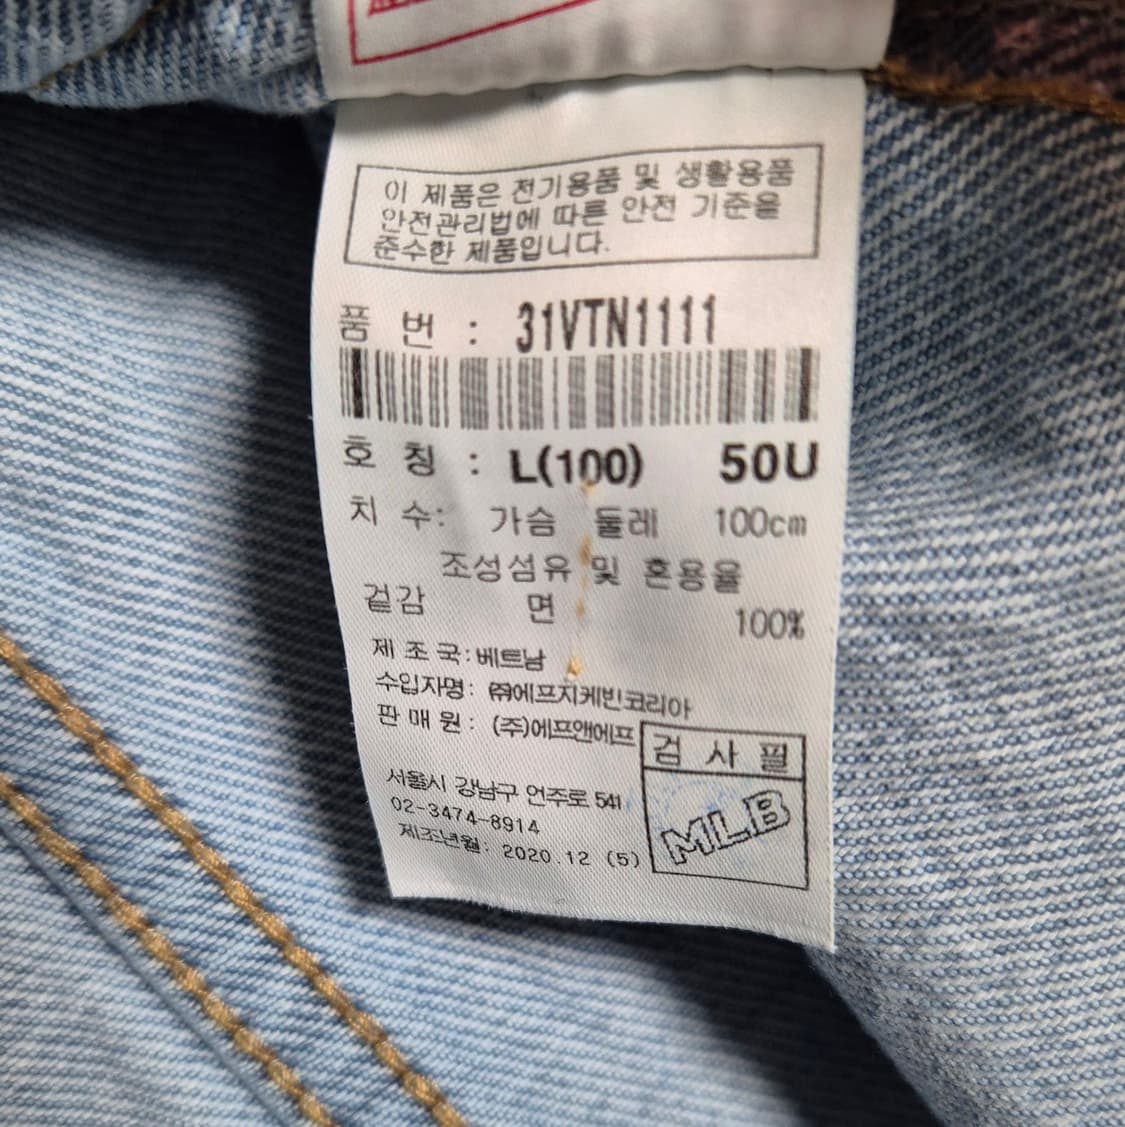 이 제품은 전기용품 및 생활용품
안전관리법에 따른 안전 기준을
준수한 제품입니다.
품 번 : 31VTN1111
호 칭 : L(100) 50U
치 수: 가슴 둘레 100cm
조성섬유 및 혼용율
겉감 면 100%
제 조 국: 베트남
수입자명: ㈜에프지케빈코리아
판 매 원: (주)에프앤에프
검 사 필
MLB
서울시 강남구 언주로 541
02-3474-8914
제조년월: 2020.12 (5)